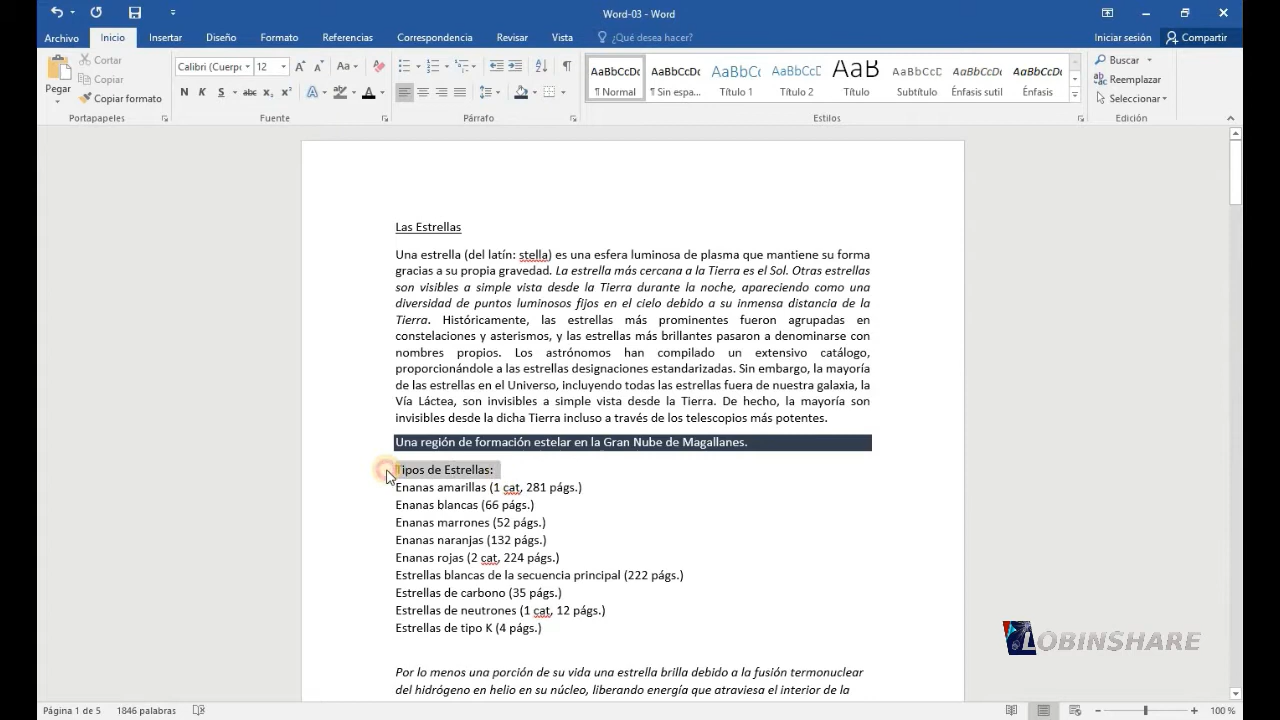 Word-03 - Word
Archivo Inicio Insertar Diseño Formato Referencias Correspondencia Revisar Vista ¿Qué desea hacer? Iniciar sesión Compartir
Pegar
Cortar
Copiar
Copiar formato
Portapapeles
Calibri (Cuerpo 12
Aa
N K S abc x₂ x² A A
Fuente
Párrafo
AaBbCcDc AaBbCcDc AaBbCc AaBbCcD AaB AaBbCcDc AaBbCcDc AaBbCcDc
¶ Normal ¶ Sin espa... Título 1 Título 2 Título Subtítulo Énfasis sutil Énfasis
Estilos
Buscar
Reemplazar
Seleccionar
Edición
Las Estrellas
Una estrella (del latín: stella) es una esfera luminosa de plasma que mantiene su forma
gracias a su propia gravedad. La estrella más cercana a la Tierra es el Sol. Otras estrellas
son visibles a simple vista desde la Tierra durante la noche, apareciendo como una
diversidad de puntos luminosos fijos en el cielo debido a su inmensa distancia de la
Tierra. Históricamente, las estrellas más prominentes fueron agrupadas en
constelaciones y asterismos, y las estrellas más brillantes pasaron a denominarse con
nombres propios. Los astrónomos han compilado un extensivo catálogo,
proporcionándole a las estrellas designaciones estandarizadas. Sin embargo, la mayoría
de las estrellas en el Universo, incluyendo todas las estrellas fuera de nuestra galaxia, la
Vía Láctea, son invisibles a simple vista desde la Tierra. De hecho, la mayoría son
invisibles desde la dicha Tierra incluso a través de los telescopios más potentes.
Una región de formación estelar en la Gran Nube de Magallanes.
Tipos de Estrellas:
Enanas amarillas (1 cat, 281 págs.)
Enanas blancas (66 págs.)
Enanas marrones (52 págs.)
Enanas naranjas (132 págs.)
Enanas rojas (2 cat, 224 págs.)
Estrellas blancas de la secuencia principal (222 págs.)
Estrellas de carbono (35 págs.)
Estrellas de neutrones (1 cat, 12 págs.)
Estrellas de tipo K (4 págs.)
Por lo menos una porción de su vida una estrella brilla debido a la fusión termonuclear
del hidrógeno en helio en su núcleo, liberando energía que atraviesa el interior de la
LOBINSHARE
Página 1 de 5 1846 palabras 100 %